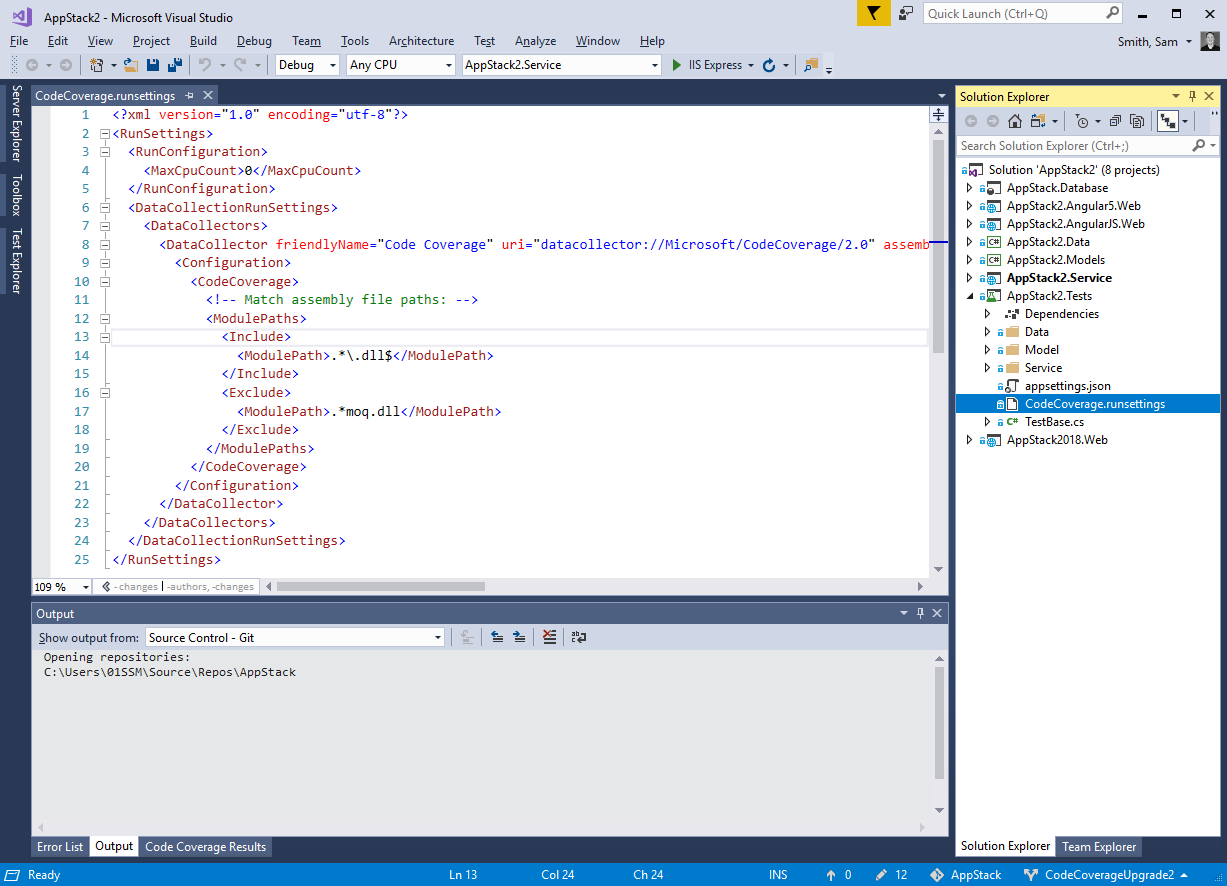 AppStack2 - Microsoft Visual Studio
Quick Launch (Ctrl+Q)
File Edit View Project Build Debug Team Tools Architecture Test Analyze Window Help
Smith, Sam
Debug Any CPU AppStack2.Service IIS Express
Server Explorer
Toolbox
Test Explorer
CodeCoverage.runsettings
1 <?xml version="1.0" encoding="utf-8"?>
2 <RunSettings>
3 <RunConfiguration>
4 <MaxCpuCount>0</MaxCpuCount>
5 </RunConfiguration>
6 <DataCollectionRunSettings>
7 <DataCollectors>
8 <DataCollector friendlyName="Code Coverage" uri="datacollector://Microsoft/CodeCoverage/2.0" assemb
9 <Configuration>
10 <CodeCoverage>
11 <!-- Match assembly file paths: -->
12 <ModulePaths>
13 <Include>
14 <ModulePath>.*\.dll$</ModulePath>
15 </Include>
16 <Exclude>
17 <ModulePath>.*moq.dll</ModulePath>
18 </Exclude>
19 </ModulePaths>
20 </CodeCoverage>
21 </Configuration>
22 </DataCollector>
23 </DataCollectors>
24 </DataCollectionRunSettings>
25 </RunSettings>
109 % - changes | -authors, -changes
Output
Show output from: Source Control - Git
Opening repositories:
C:\Users\01SSM\Source\Repos\AppStack
Error List Output Code Coverage Results
Solution Explorer
Search Solution Explorer (Ctrl+;)
Solution 'AppStack2' (8 projects)
AppStack.Database
AppStack2.Angular5.Web
AppStack2.AngularJS.Web
C# AppStack2.Data
C# AppStack2.Models
AppStack2.Service
AppStack2.Tests
Dependencies
Data
Model
Service
appsettings.json
CodeCoverage.runsettings
C# TestBase.cs
AppStack2018.Web
Solution Explorer Team Explorer
Ready Ln 13 Col 24 Ch 24 INS 0 12 AppStack CodeCoverageUpgrade2